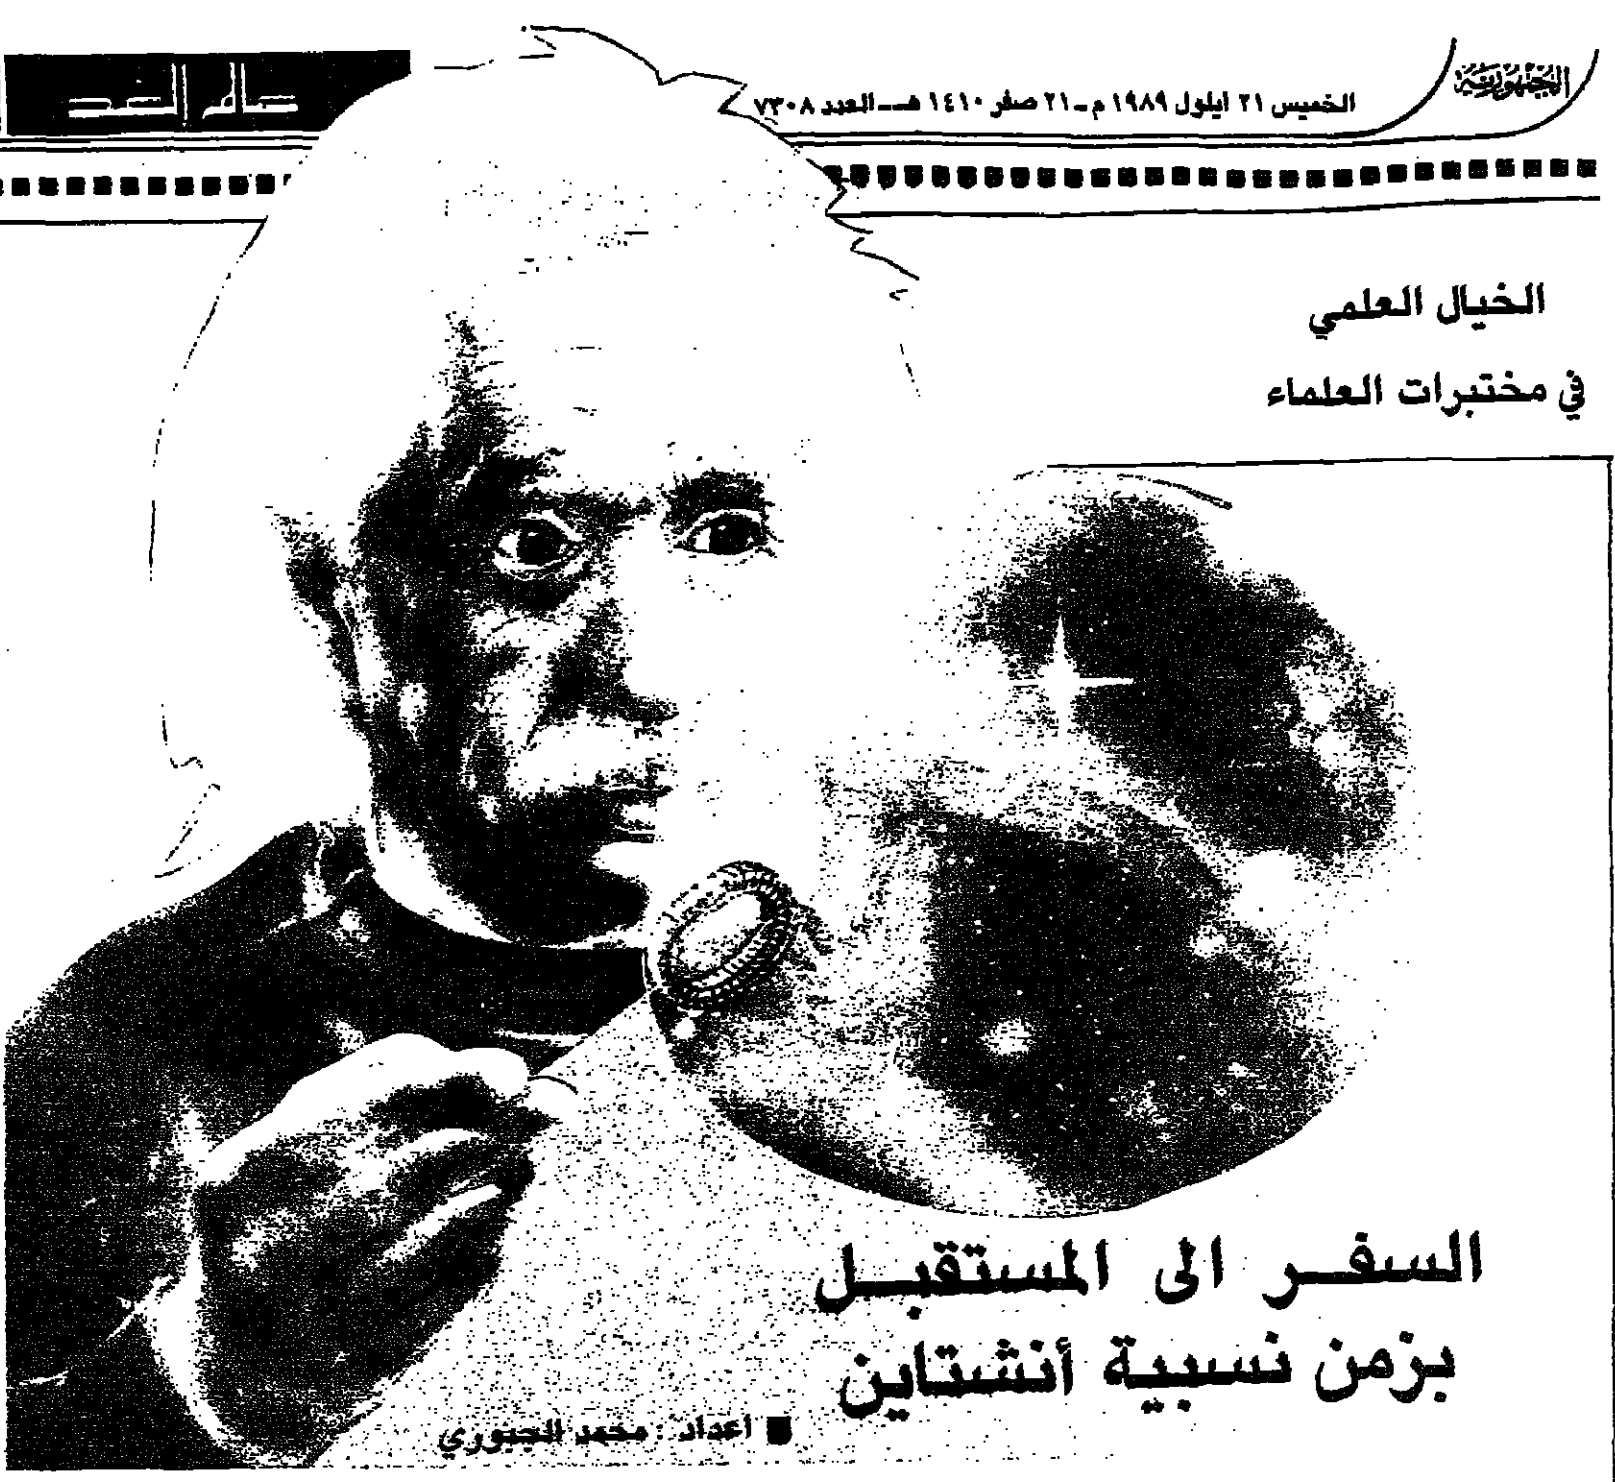 الجمهورية
الخميس ٢١ ايلول ١٩٨٩ م ـ ٢١ صفر ١٤١٠ هـ ـ العدد ٧٣٠٨
الخيال العلمي
في مختبرات العلماء
السفر الى المستقبل
بزمن نسبية أنشتاين
■ اعداد : محمد الجبوري